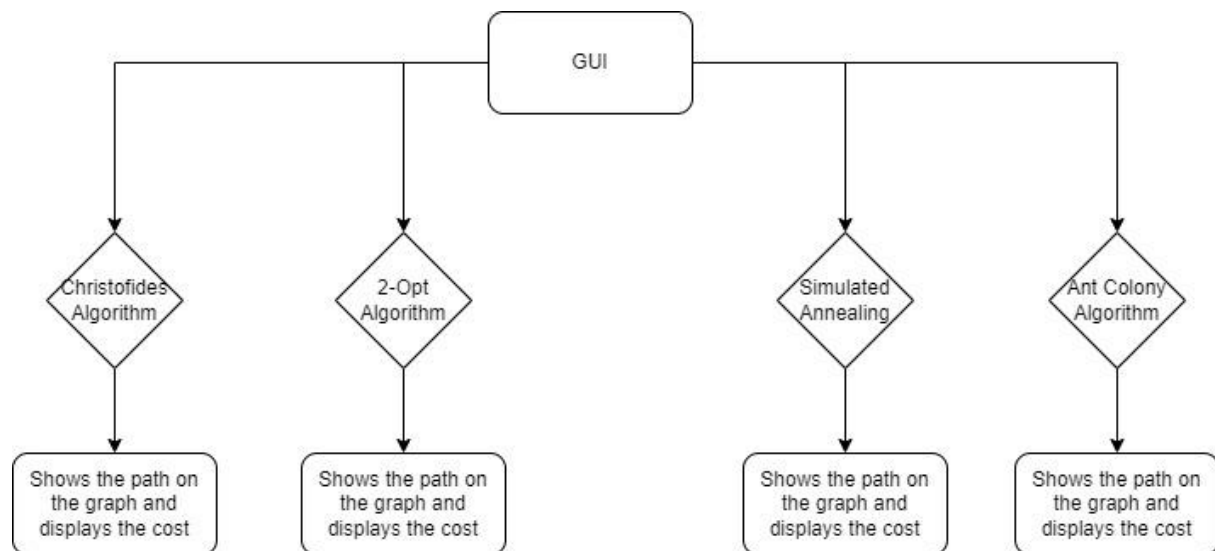 GUI
Christofides
Algorithm
2-Opt
Algorithm
Simulated
Annealing
Ant Colony
Algorithm
Shows the path on
the graph and
displays the cost
Shows the path on
the graph and
displays the cost
Shows the path on
the graph and
displays the cost
Shows the path on
the graph and
displays the cost